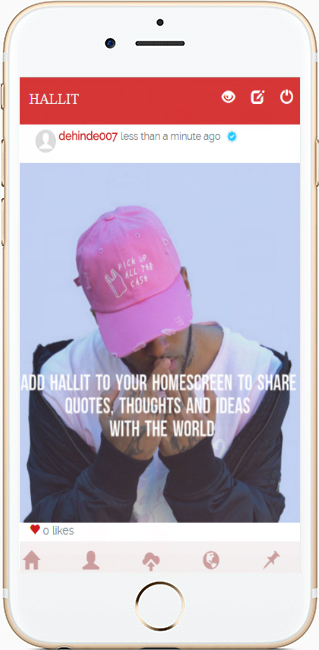 HALLIT
dehinde007 less than a minute ago
PICK UP
ALL THE
CASH
ADD HALLIT TO YOUR HOMESCREEN TO SHARE
QUOTES, THOUGHTS AND IDEAS
WITH THE WORLD
0 likes